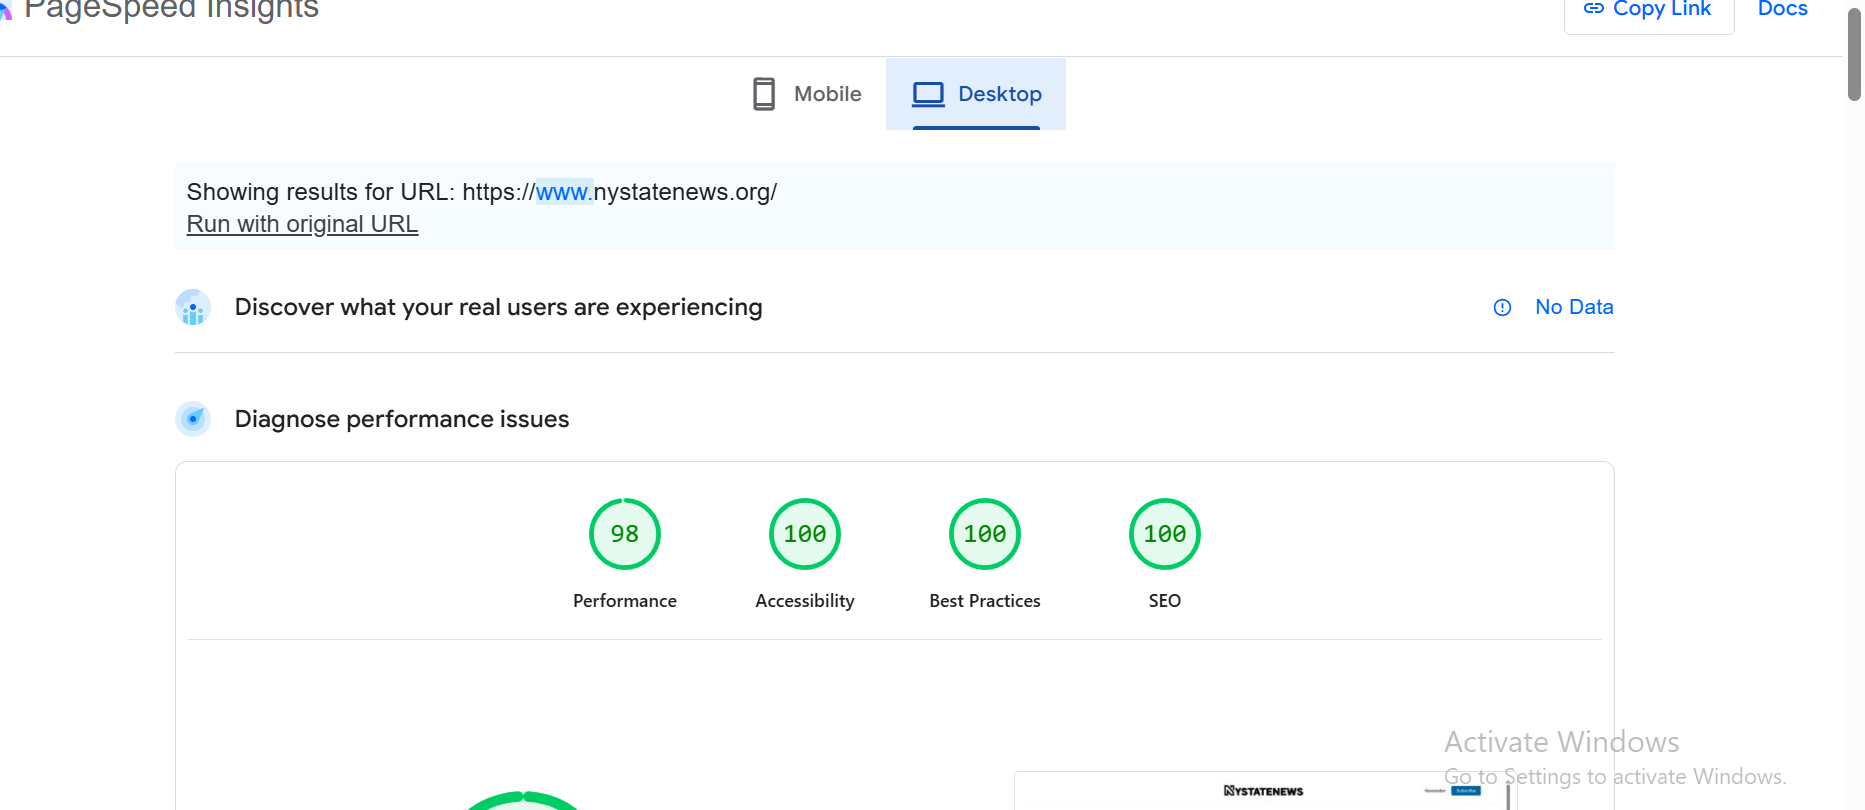 PageSpeed Insights
Copy Link
Docs
Mobile
Desktop
Showing results for URL: https://www.nystatenews.org/
Run with original URL
Discover what your real users are experiencing
No Data
Diagnose performance issues
98
100
100
100
Performance
Accessibility
Best Practices
SEO
Activate Windows
Go to Settings to activate Windows.
NYSTATENEWS
Newsletter
Subscribe